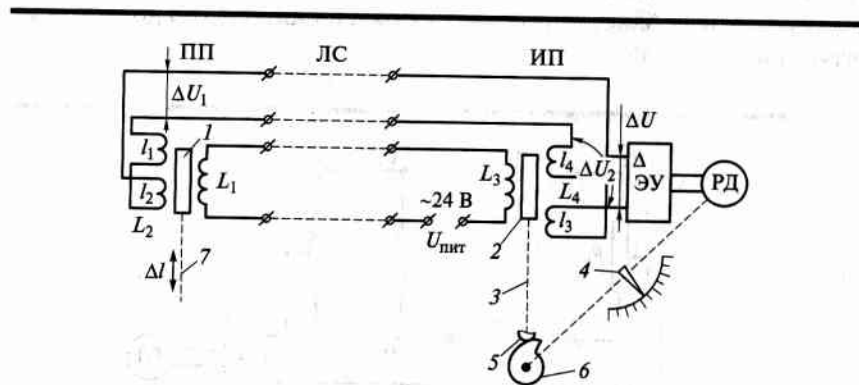 ПП ЛС ИП
ΔU₁
ΔU
1
l₁
l₂
L₁
L₂
L₃
l₄
ΔU₂
L₄
l₃
Δ
ЭУ
РД
~24 В
Uпит
2
Δl
7
3
4
5
6